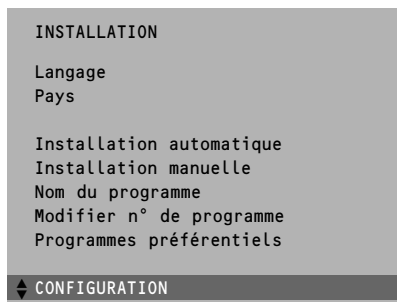 INSTALLATION
Langage
Pays
Installation automatique
Installation manuelle
Nom du programme
Modifier n° de programme
Programmes préférentiels
CONFIGURATION